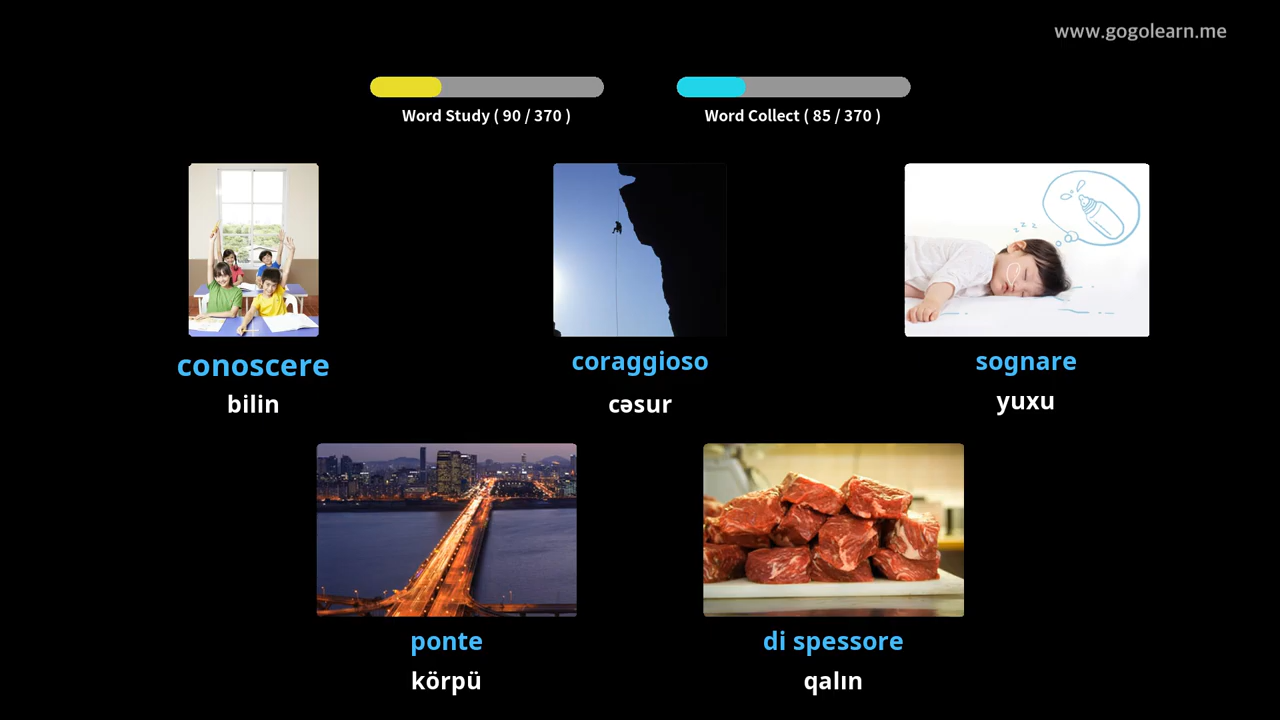 www.gogolearn.me
Word Study ( 90 / 370 )
Word Collect ( 85 / 370 )
conoscere
bilin
coraggioso
cəsur
z z z
sognare
yuxu
ponte
körpü
di spessore
qalın